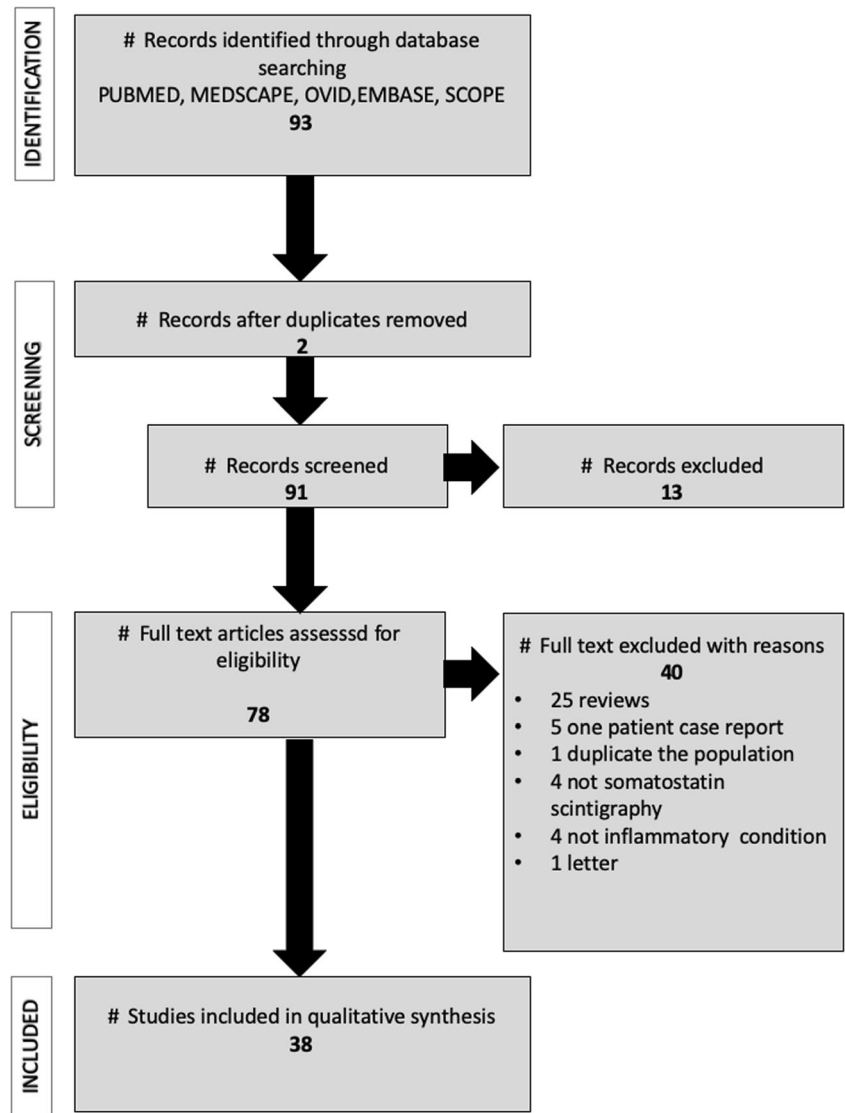 IDENTIFICATION
# Records identified through database
searching
PUBMED, MEDSCAPE, OVID,EMBASE, SCOPE
93
SCREENING
# Records after duplicates removed
2
# Records screened
91
# Records excluded
13
ELIGIBILITY
# Full text articles assesssd for
eligibility
78
# Full text excluded with reasons
40
• 25 reviews
• 5 one patient case report
• 1 duplicate the population
• 4 not somatostatin
scintigraphy
• 4 not inflammatory condition
• 1 letter
INCLUDED
# Studies included in qualitative synthesis
38